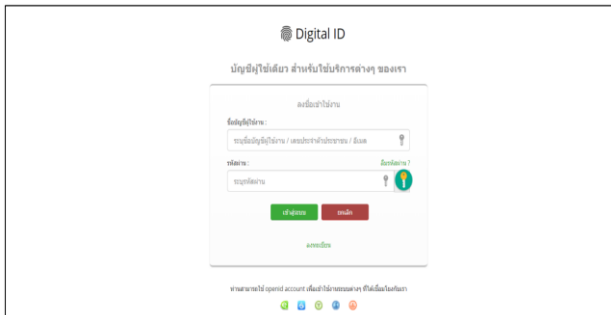 Digital ID
บัญชีผู้ใช้เดียว สำหรับใช้บริการต่างๆ ของเรา
ลงชื่อเข้าใช้งาน
ชื่อบัญชีผู้ใช้งาน :
ระบุชื่อบัญชีผู้ใช้งาน / เลขประจำตัวประชาชน / อีเมล
รหัสผ่าน :
ลืมรหัสผ่าน ?
ระบุรหัสผ่าน
เข้าสู่ระบบ
ยกเลิก
ลงทะเบียน
ท่านสามารถใช้ openid account เพื่อเข้าใช้งานระบบต่างๆ ที่ได้เชื่อมโยงกับเรา